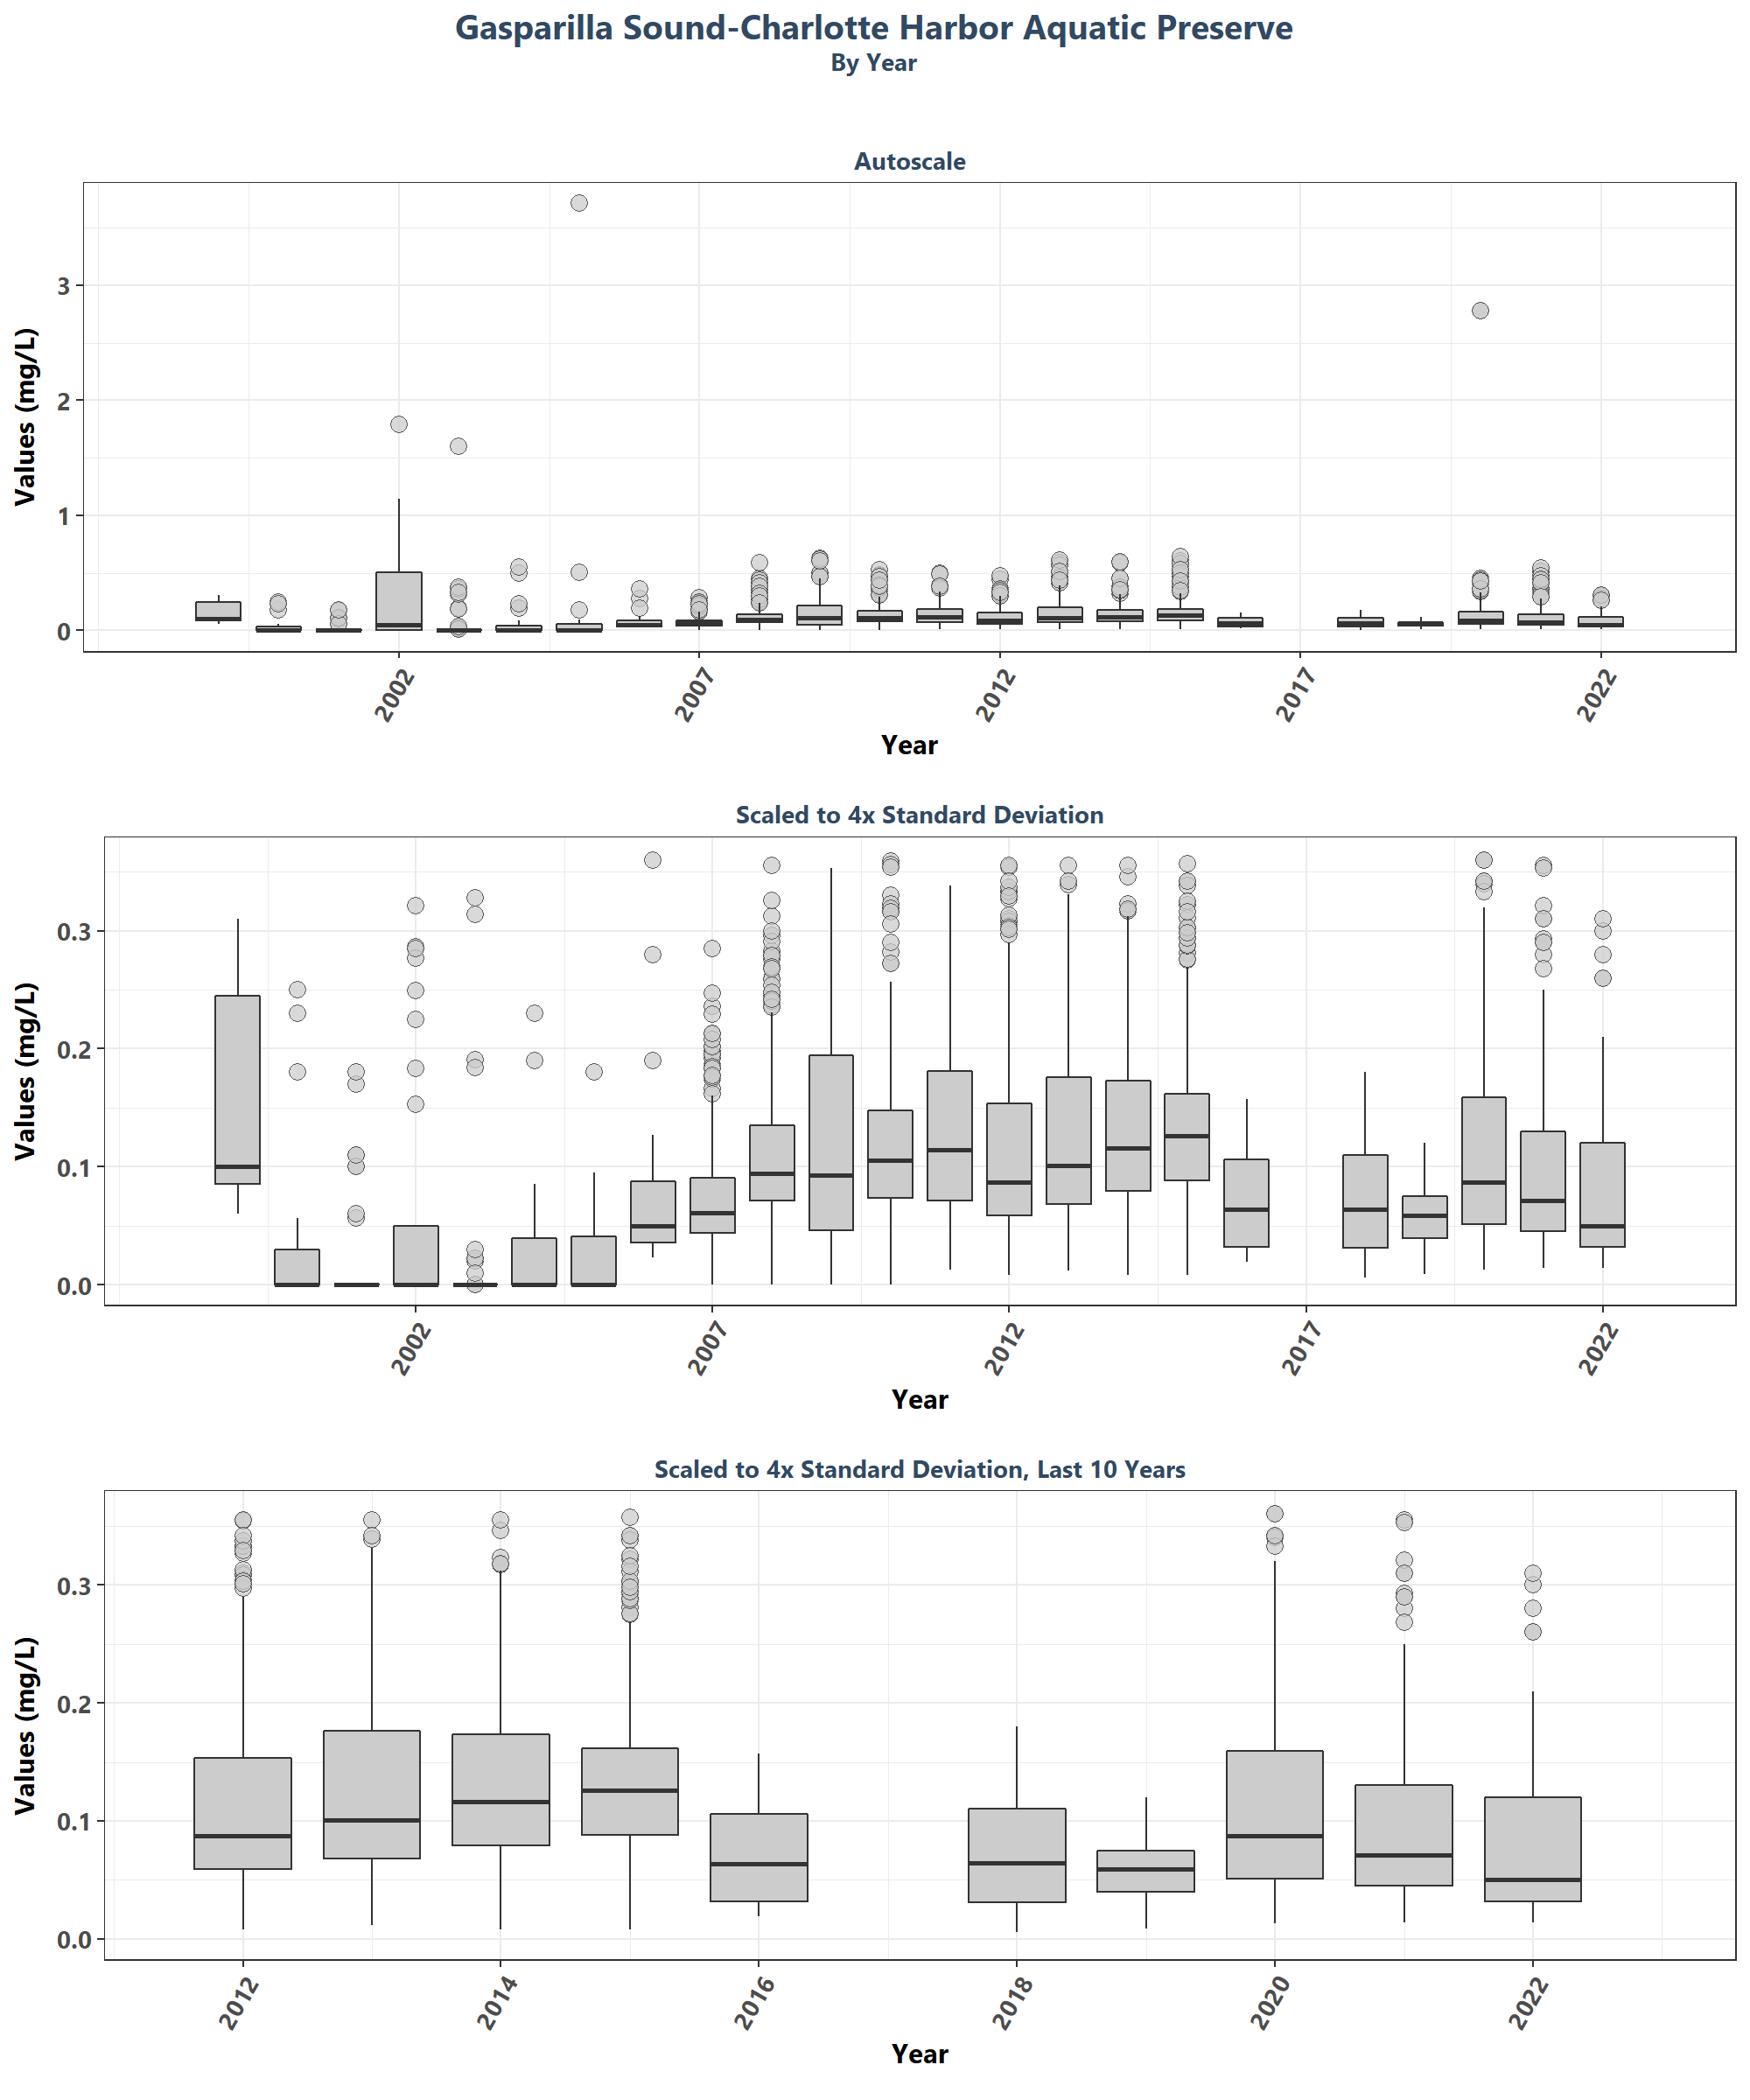 Gasparilla Sound-Charlotte Harbor Aquatic Preserve
By Year
Autoscale
Values (mg/L)
3
2
1
0
2002
2007
2012
2017
2022
Year
Scaled to 4x Standard Deviation
Values (mg/L)
0.3
0.2
0.1
0.0
2002
2007
2012
2017
2022
Year
Scaled to 4x Standard Deviation, Last 10 Years
Values (mg/L)
0.3
0.2
0.1
0.0
2012
2014
2016
2018
2020
2022
Year